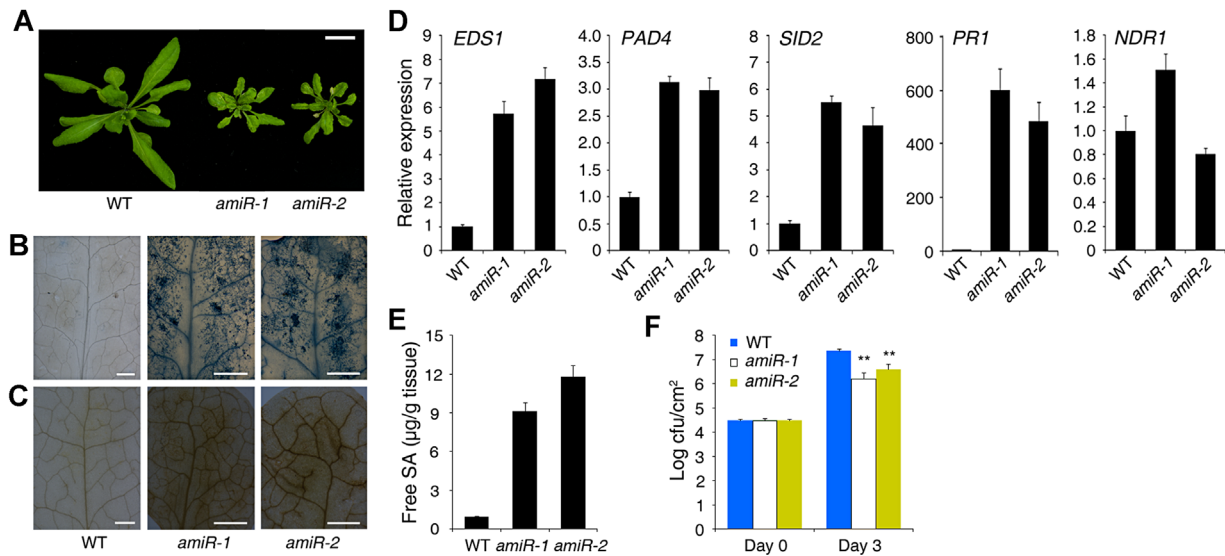 A
WT
amiR-1
amiR-2
B
C
WT
amiR-1
amiR-2
D
Relative expression
EDS1
9
8
7
6
5
4
3
2
1
0
WT
amiR-1
amiR-2
PAD4
4.0
3.5
3.0
2.5
2.0
1.5
1.0
0.5
0.0
WT
amiR-1
amiR-2
SID2
8
7
6
5
4
3
2
1
0
WT
amiR-1
amiR-2
PR1
800
600
400
200
0
WT
amiR-1
amiR-2
NDR1
1.8
1.6
1.4
1.2
1.0
0.8
0.6
0.4
0.2
0
WT
amiR-1
amiR-2
E
Free SA (µg/g tissue)
15
12
9
6
3
0
WT amiR-1 amiR-2
F
Log cfu/cm²
8
7
6
5
4
3
2
1
0
WT
amiR-1
amiR-2
**
**
Day 0
Day 3